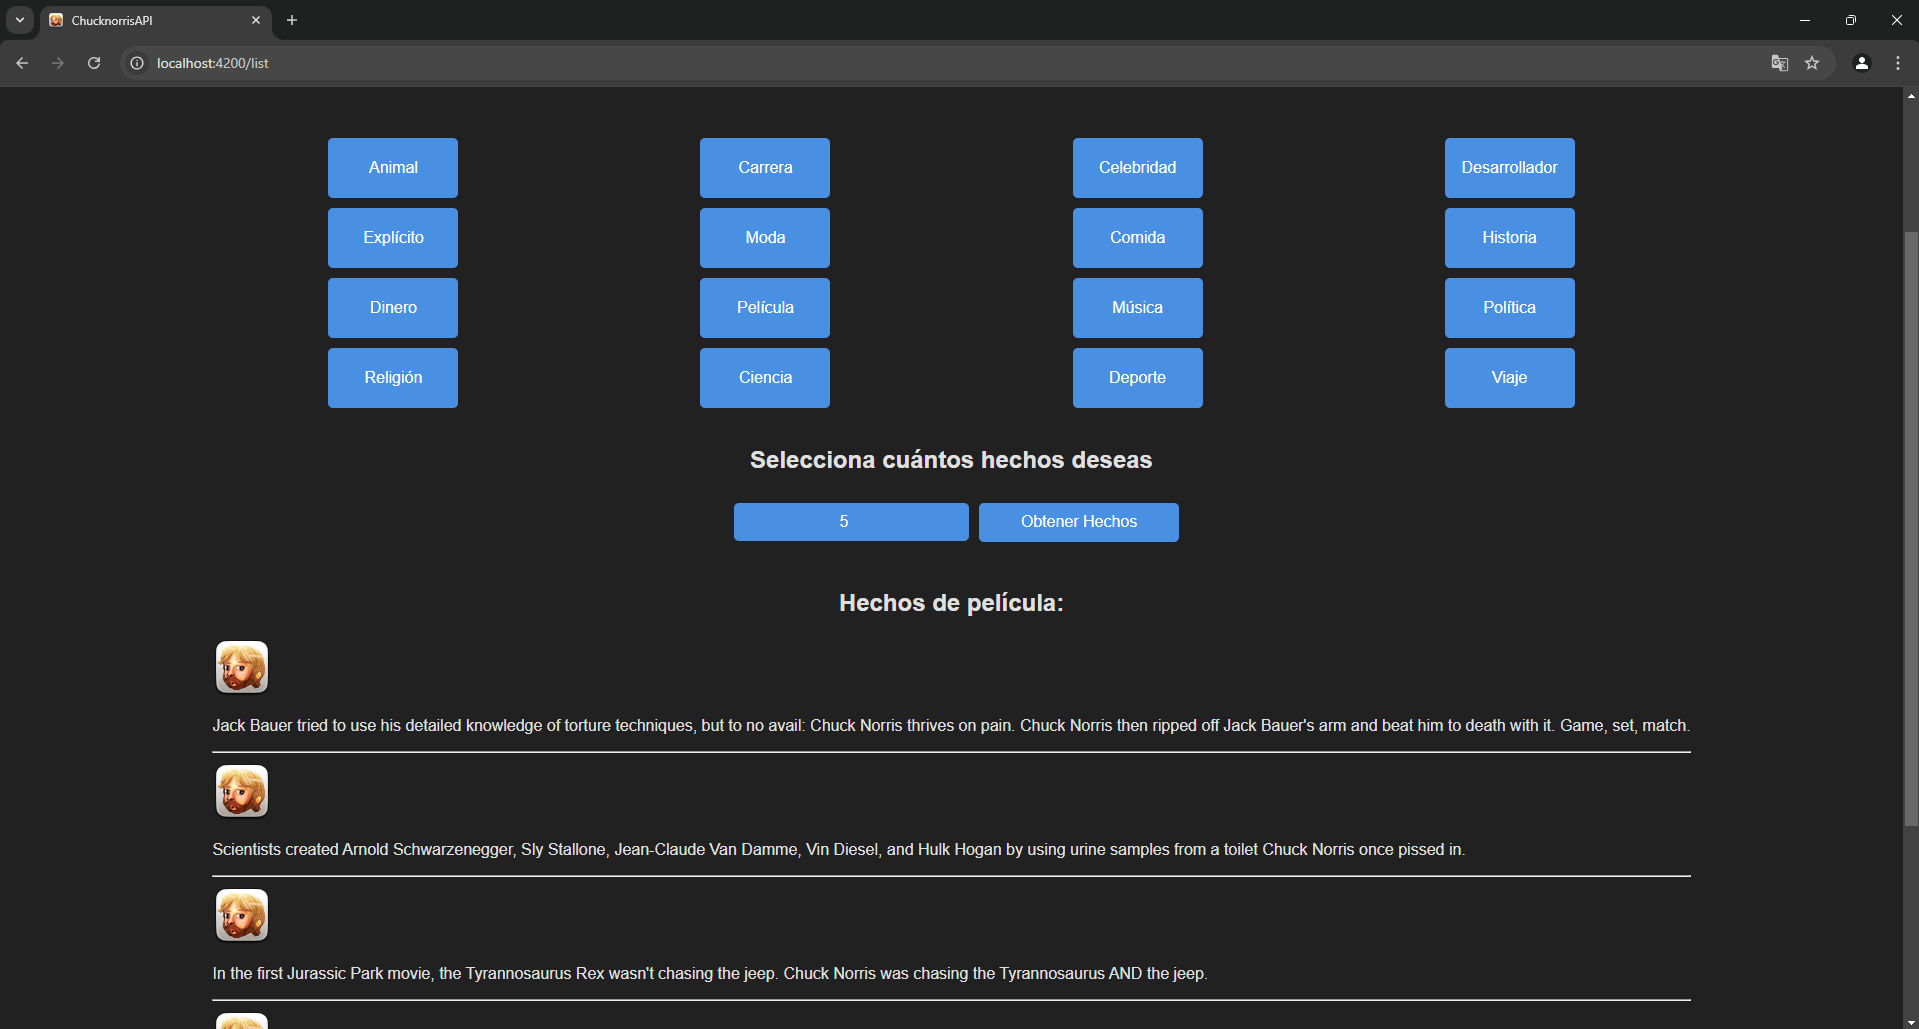 ChucknorrisAPI
localhost:4200/list
Animal Carrera Celebridad Desarrollador
Explícito Moda Comida Historia
Dinero Película Música Política
Religión Ciencia Deporte Viaje
Selecciona cuántos hechos deseas
5 Obtener Hechos
Hechos de película:
Jack Bauer tried to use his detailed knowledge of torture techniques, but to no avail: Chuck Norris thrives on pain. Chuck Norris then ripped off Jack Bauer's arm and beat him to death with it. Game, set, match.
Scientists created Arnold Schwarzenegger, Sly Stallone, Jean-Claude Van Damme, Vin Diesel, and Hulk Hogan by using urine samples from a toilet Chuck Norris once pissed in.
In the first Jurassic Park movie, the Tyrannosaurus Rex wasn't chasing the jeep. Chuck Norris was chasing the Tyrannosaurus AND the jeep.